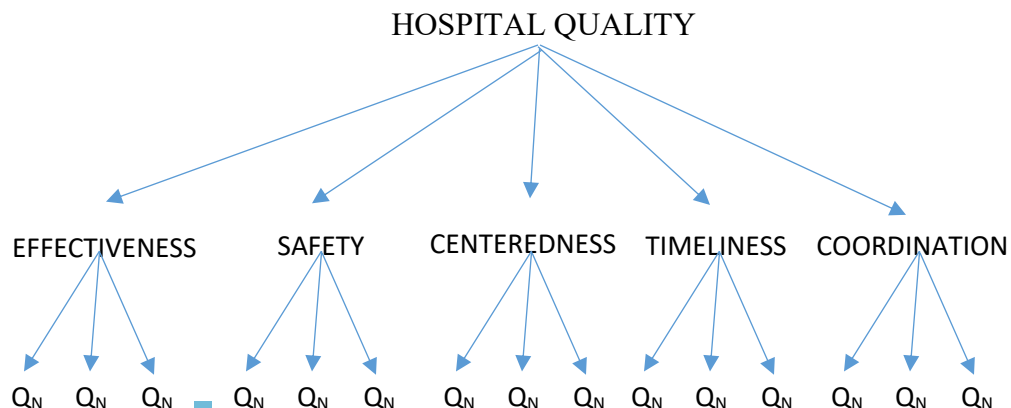 HOSPITAL QUALITY
EFFECTIVENESS SAFETY CENTEREDNESS TIMELINESS COORDINATION
QN QN QN QN QN QN QN QN QN QN QN QN QN QN QN